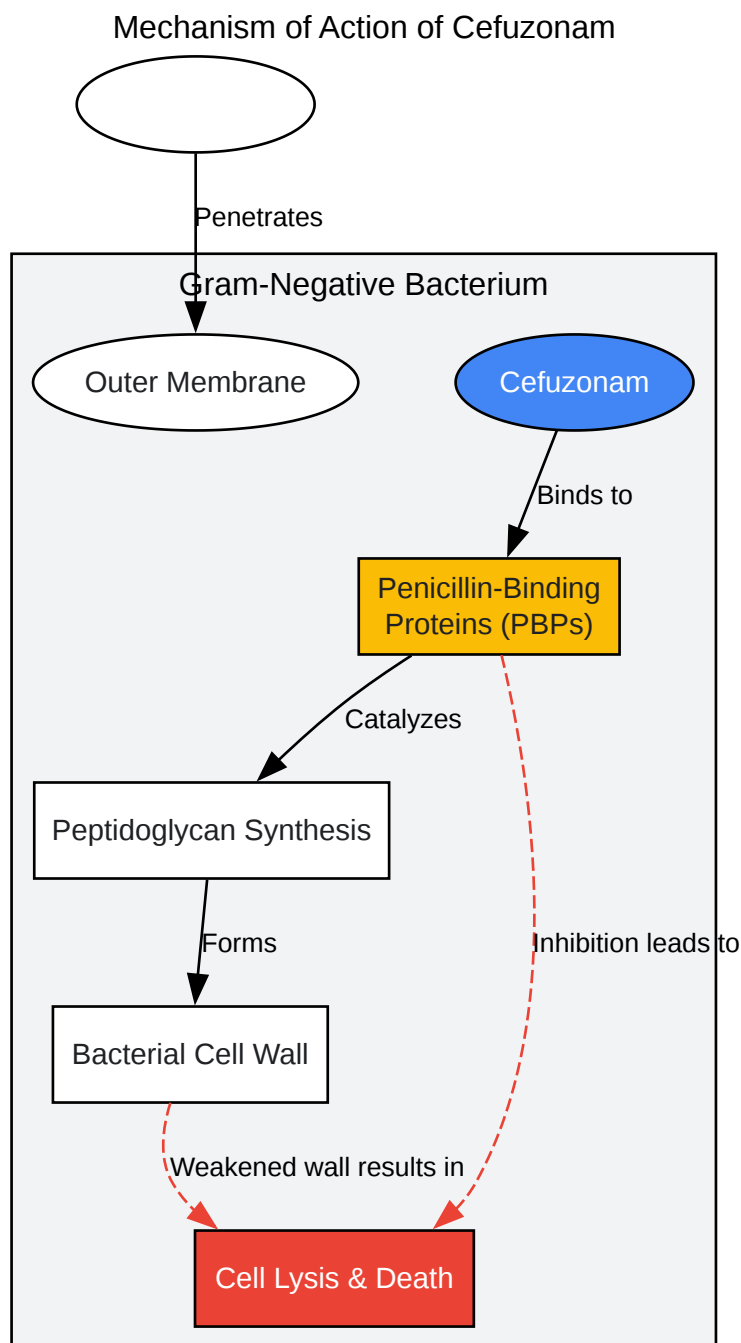 Mechanism of Action of Cefuzonam
Penetrates
Gram-Negative Bacterium
Outer Membrane
Cefuzonam
Binds to
Penicillin-Binding
Proteins (PBPs)
Catalyzes
Peptidoglycan Synthesis
Forms
Inhibition leads to
Bacterial Cell Wall
Weakened wall results in
Cell Lysis & Death